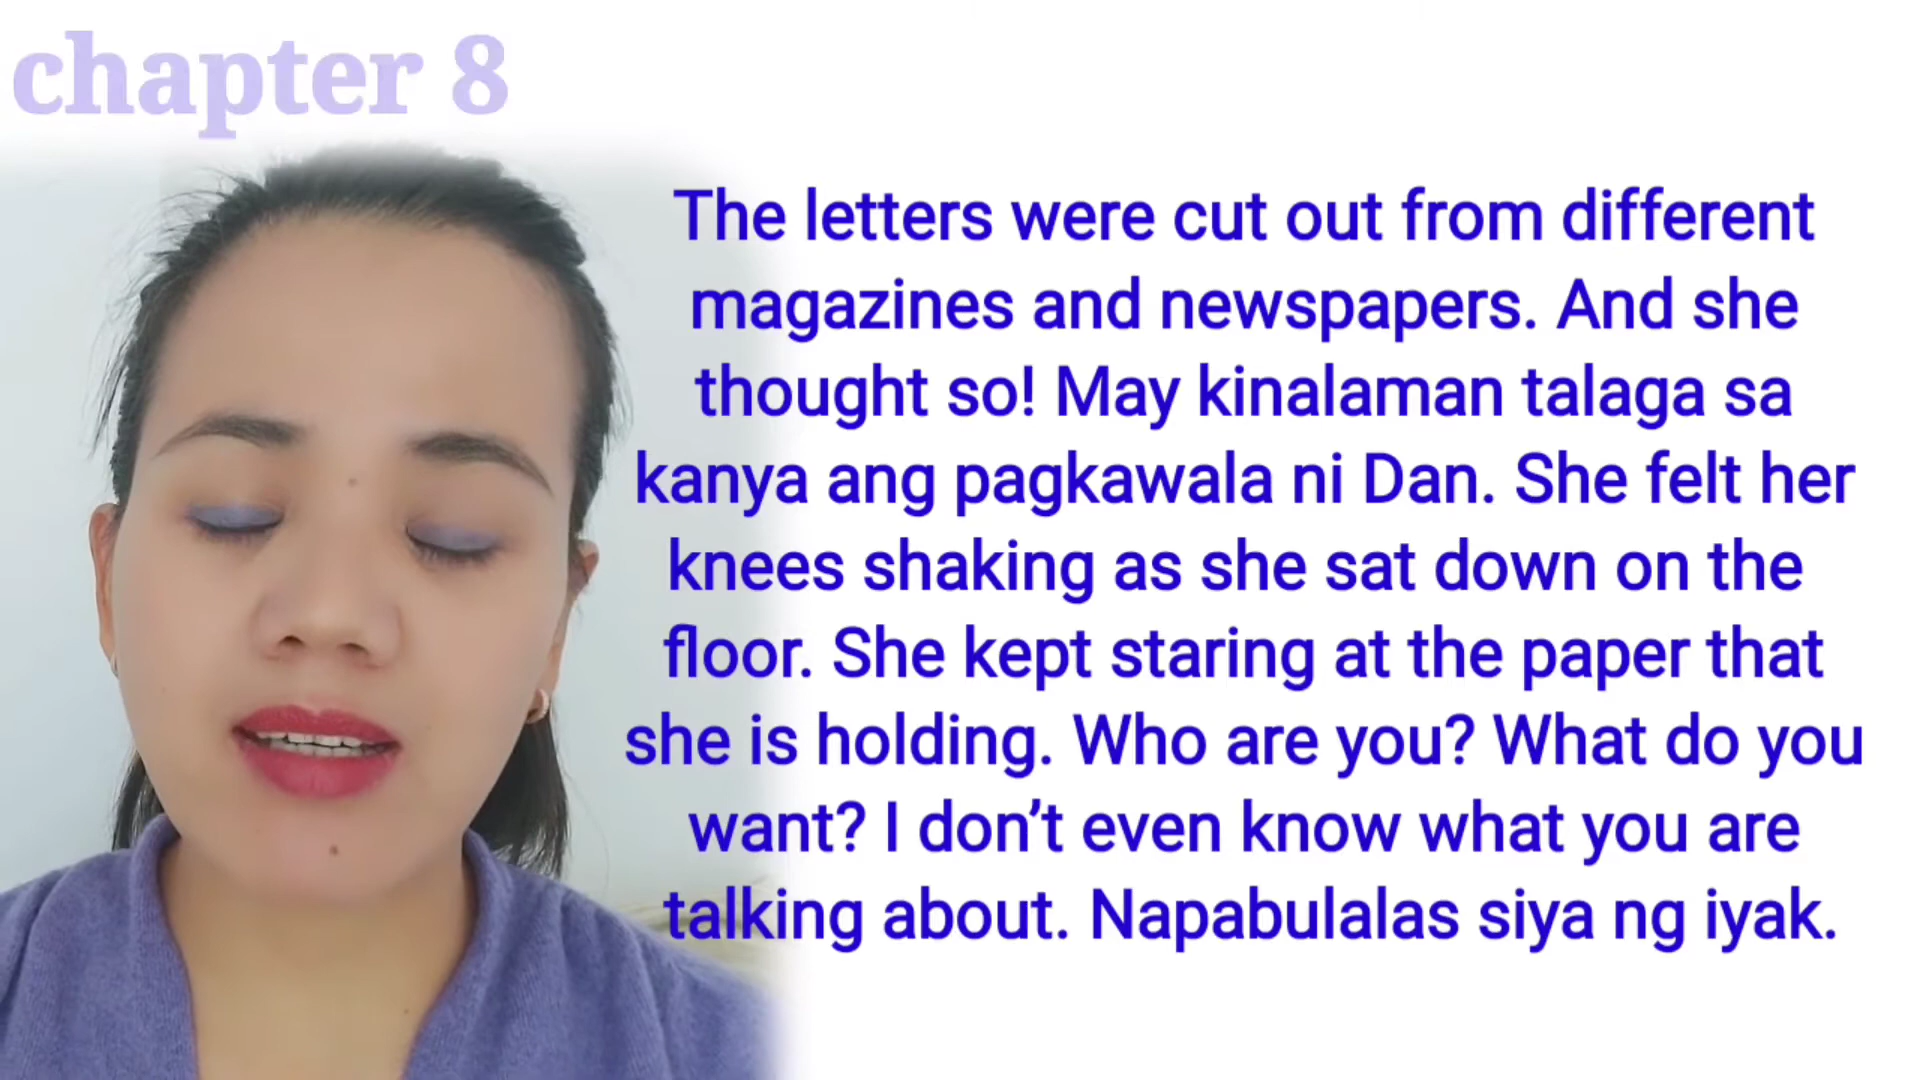 chapter 8
The letters were cut out from different
magazines and newspapers. And she
thought so! May kinalaman talaga sa
kanya ang pagkawala ni Dan. She felt her
knees shaking as she sat down on the
floor. She kept staring at the paper that
she is holding. Who are you? What do you
want? I don’t even know what you are
talking about. Napabulalas siya ng iyak.